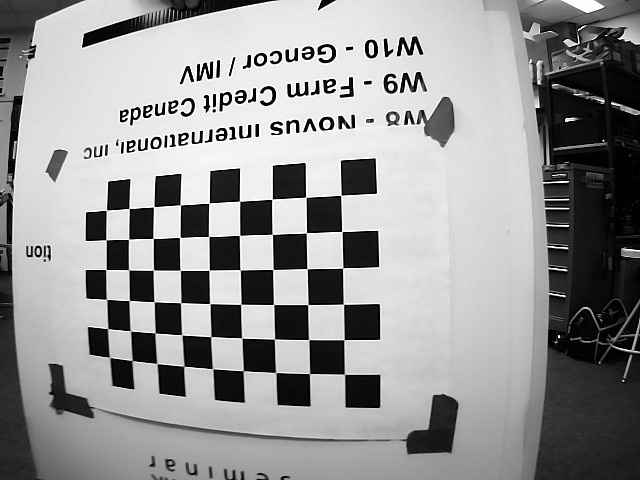 Seminar
tion
W8 - Novus International, Inc
W9 - Farm Credit Canada
W10 - Gencor / IMV